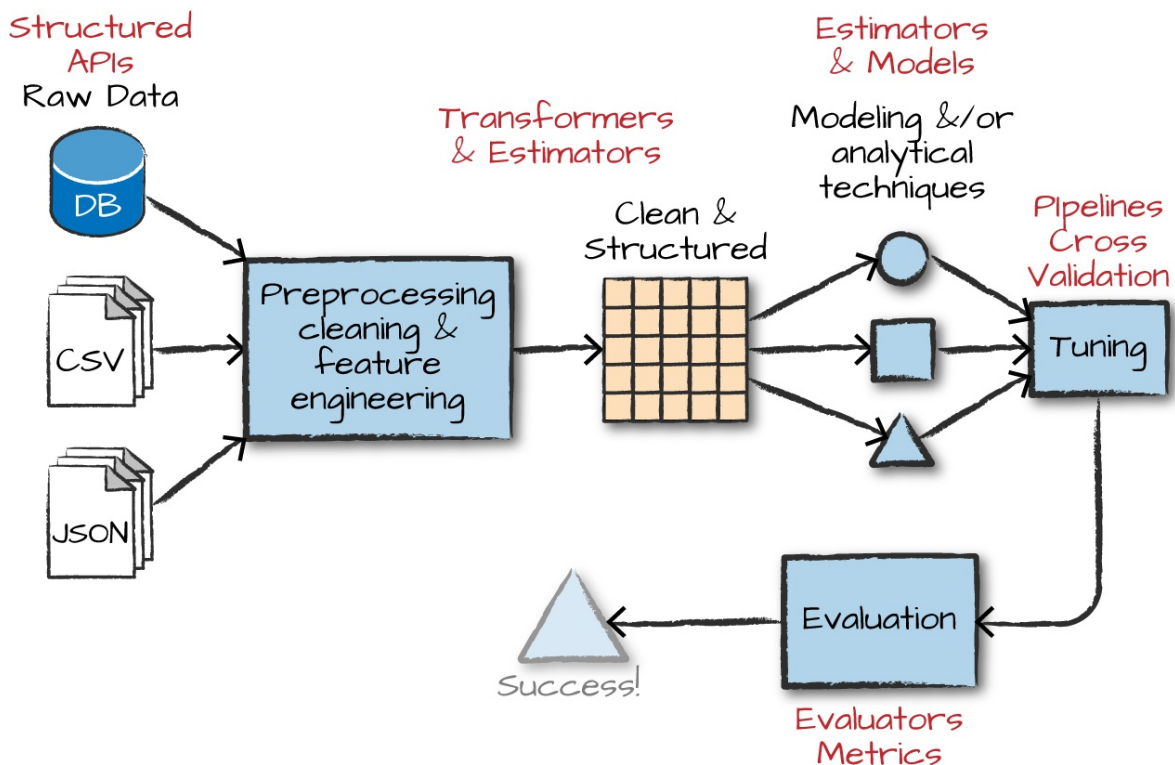 Structured
APIs
Raw Data
DB
CSV
JSON
Preprocessing
cleaning &
feature
engineering
Transformers
& Estimators
Clean &
Structured
Estimators
& Models
Modeling &/or
analytical
techniques
Pipelines
Cross
Validation
Tuning
Evaluation
Evaluators
Metrics
Success!